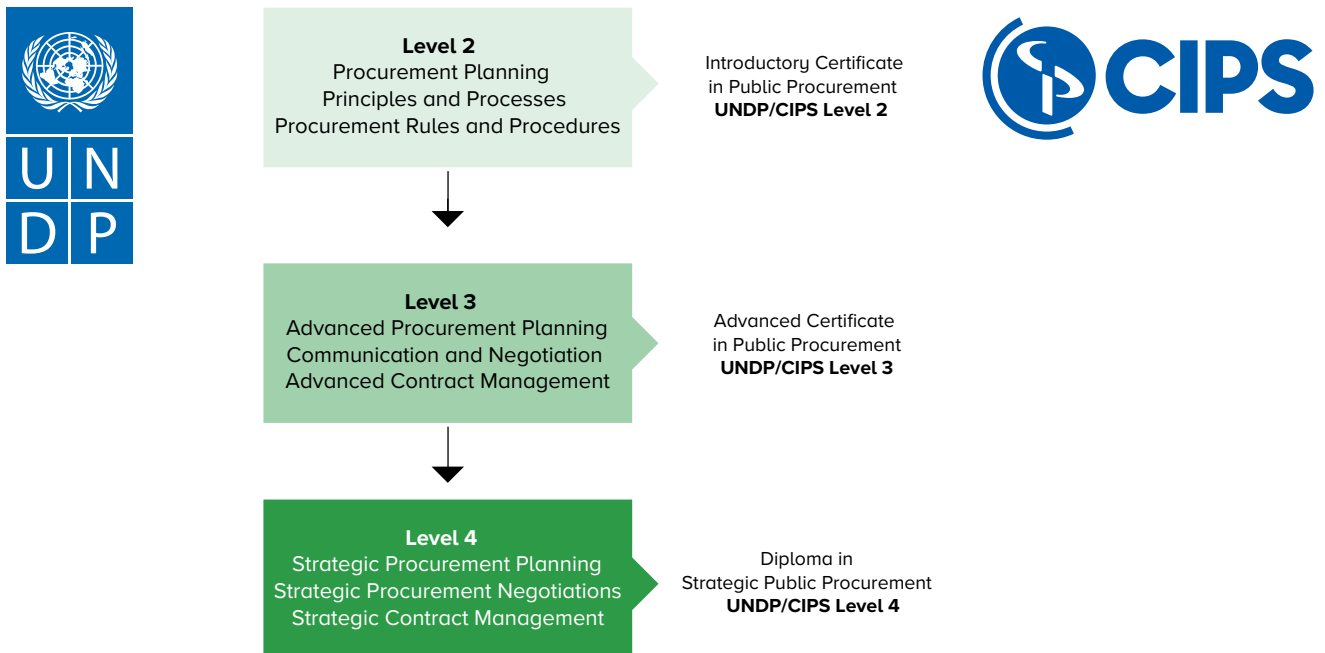 UN
DP
CIPS
Level 2
Procurement Planning
Principles and Processes
Procurement Rules and Procedures
Introductory Certificate
in Public Procurement
UNDP/CIPS Level 2
Level 3
Advanced Procurement Planning
Communication and Negotiation
Advanced Contract Management
Advanced Certificate
in Public Procurement
UNDP/CIPS Level 3
Level 4
Strategic Procurement Planning
Strategic Procurement Negotiations
Strategic Contract Management
Diploma in
Strategic Public Procurement
UNDP/CIPS Level 4